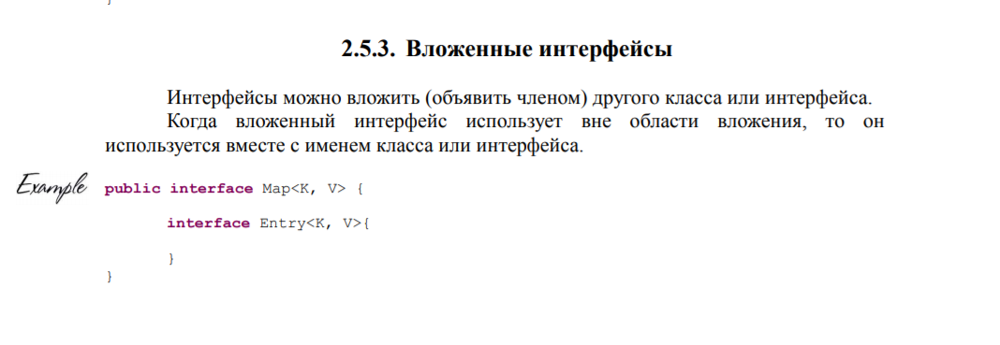 }
2.5.3. Вложенные интерфейсы
Интерфейсы можно вложить (объявить членом) другого класса или интерфейса.
Когда вложенный интерфейс использует вне области вложения, то он
используется вместе с именем класса или интерфейса.
Example public interface Map<K, V> {
interface Entry<K, V>{
}
}